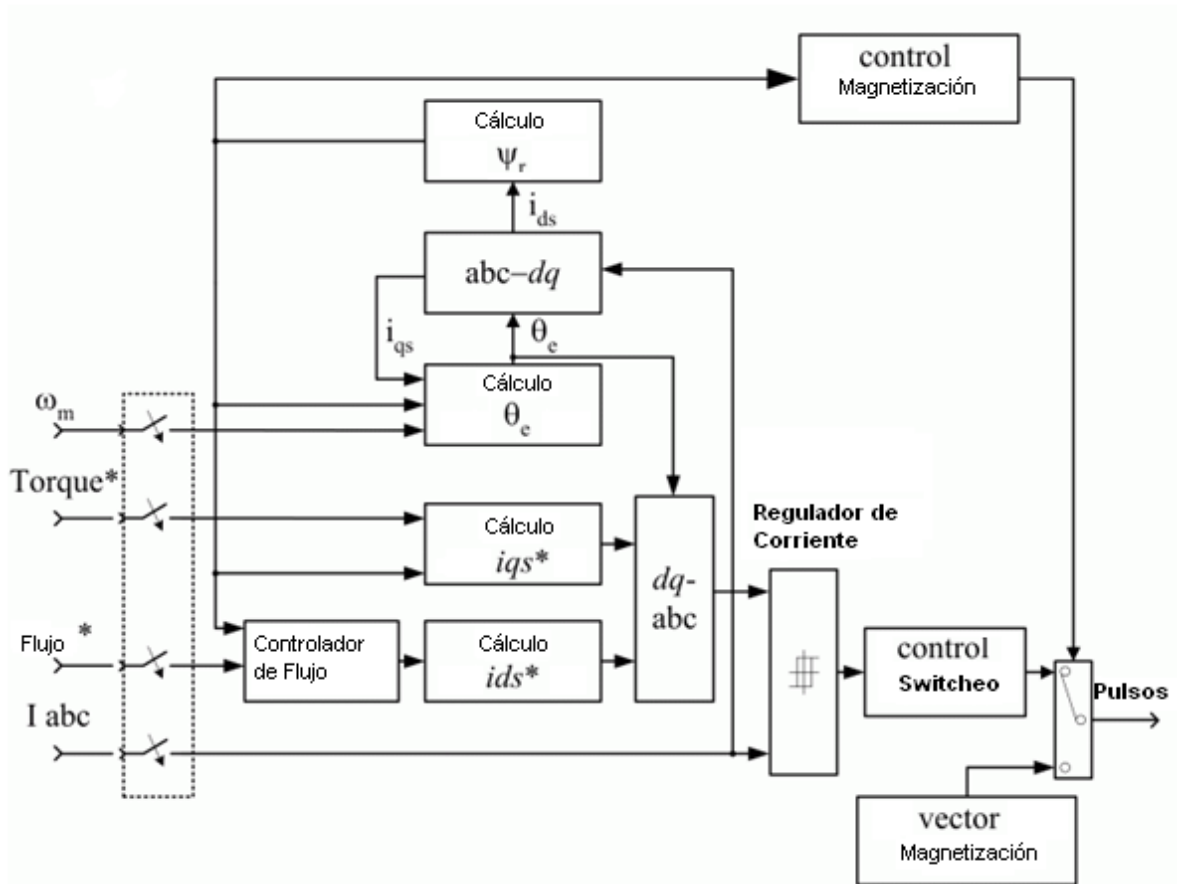 control
Magnetización
Cálculo
ψr
ids
abc–dq
iqs
θe
Cálculo
θe
ωm
Torque*
Cálculo
iqs*
dq-
abc
Regulador de
Corriente
Flujo *
Controlador
de Flujo
Cálculo
ids*
control
Switcheo
Pulsos
I abc
vector
Magnetización